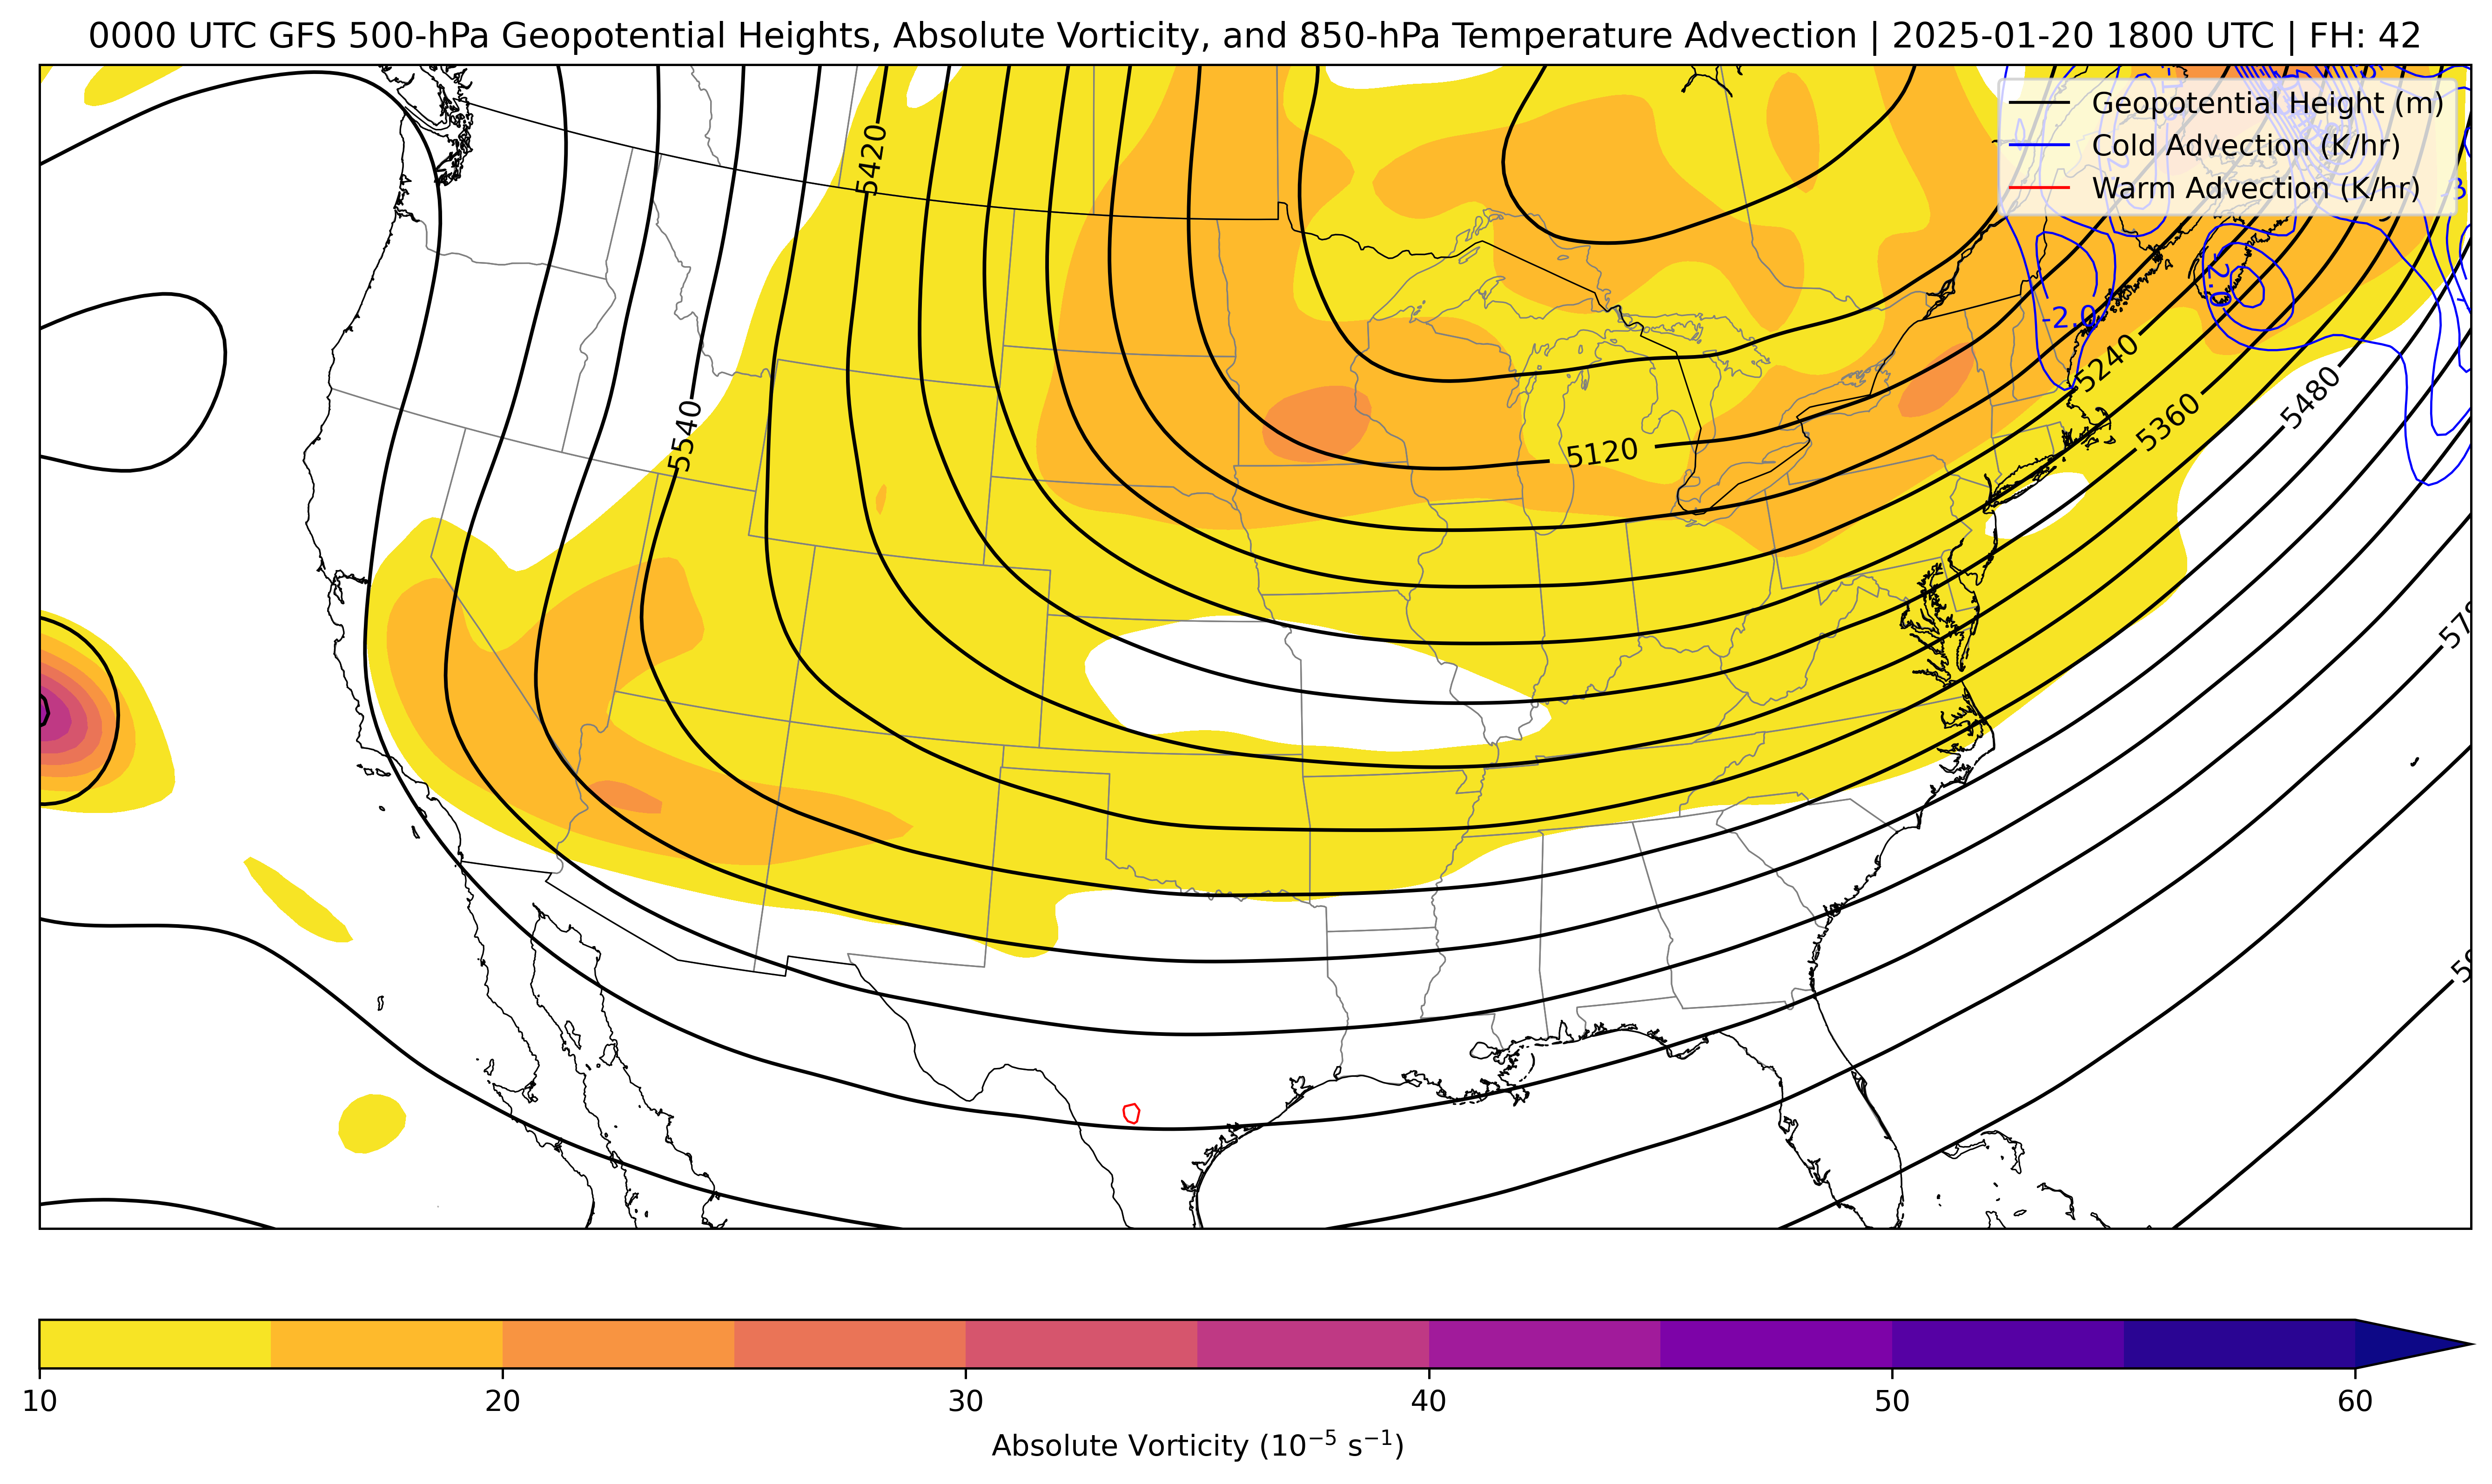 0000 UTC GFS 500-hPa Geopotential Heights, Absolute Vorticity, and 850-hPa Temperature Advection | 2025-01-20 1800 UTC | FH: 42
Geopotential Height (m)
Cold Advection (K/hr)
Warm Advection (K/hr)
5420
-2.0
-2.0
5240
5480
5360
5540
5120
10
20
30
40
50
60
Absolute Vorticity (10⁻⁵ s⁻¹)